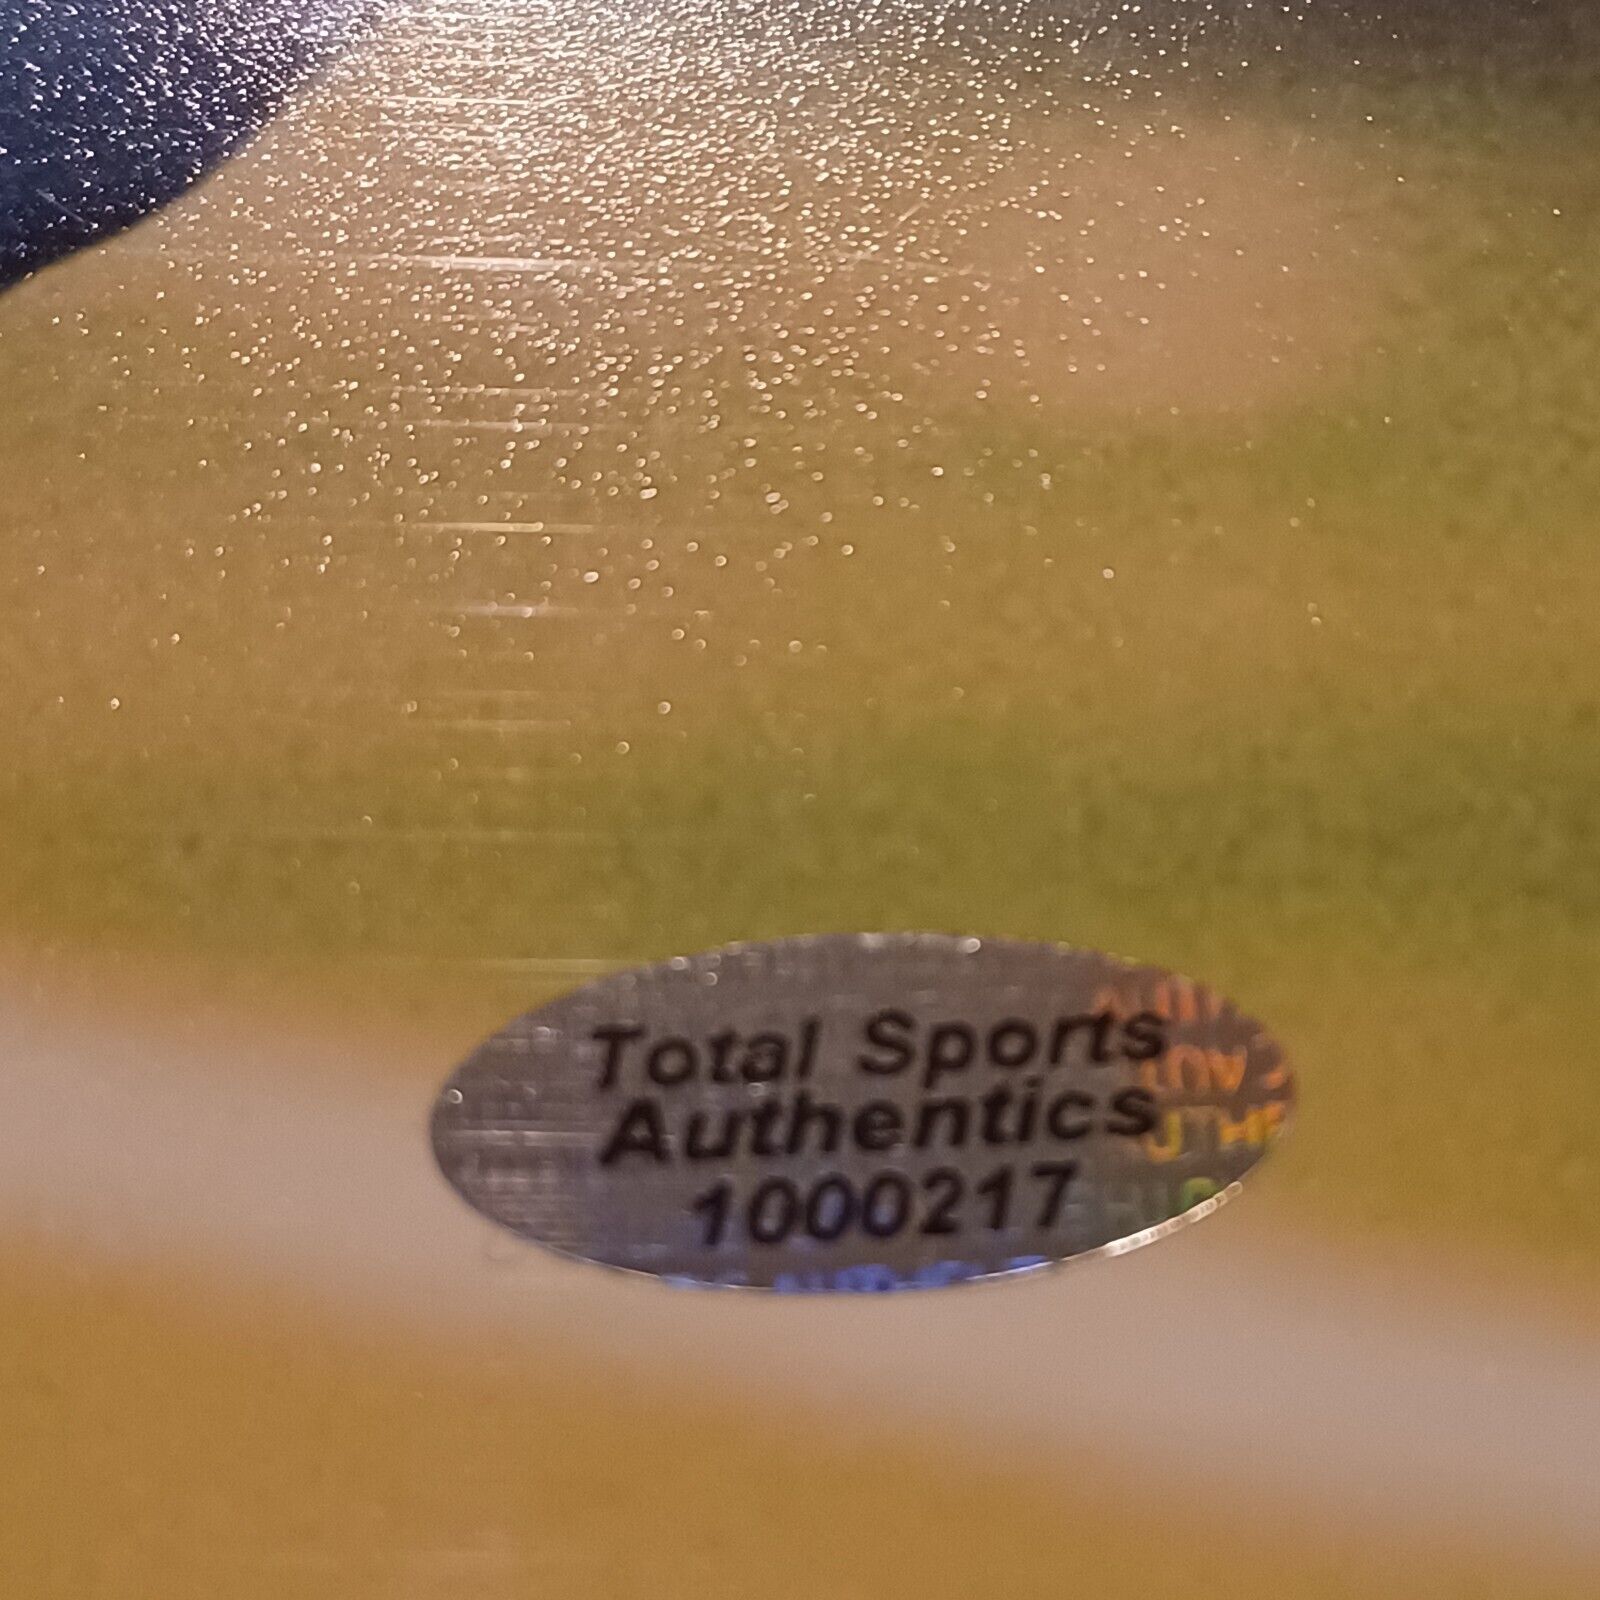 Total Sports
Authentics
1000217